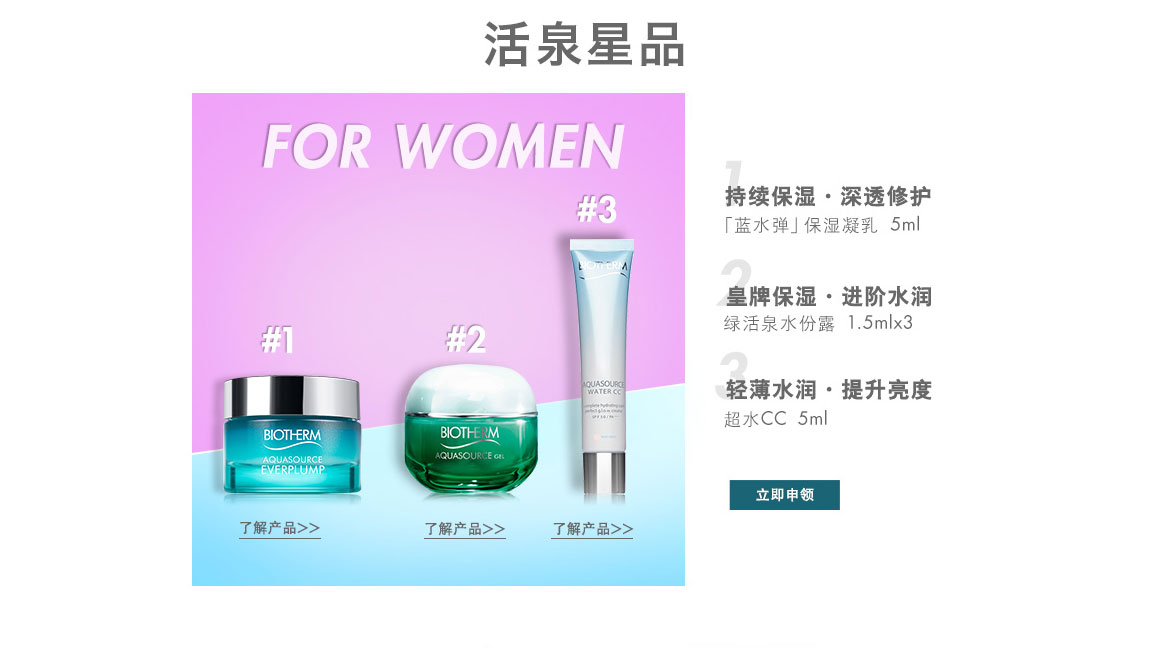 活泉星品
FOR WOMEN
#1
#2
#3
BIOTHERM
AQUASOURCE
EVERPLUMP
BIOTHERM
AQUASOURCE GEL
BIOTHERM
AQUASOURCE
WATER CC
了解产品>>
了解产品>>
了解产品>>
1
持续保湿·深透修护
「蓝水弹」保湿凝乳 5ml
2
皇牌保湿·进阶水润
绿活泉水份露 1.5mlx3
3
轻薄水润·提升亮度
超水CC 5ml
立即申领